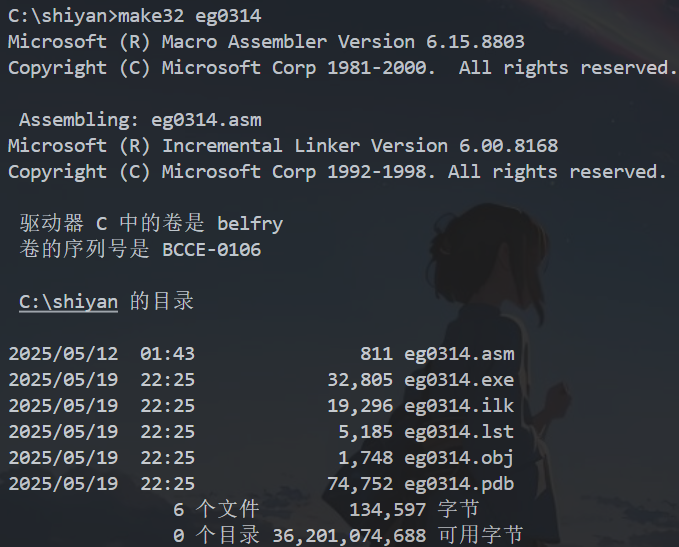 C:\shiyan>make32 eg0314
Microsoft (R) Macro Assembler Version 6.15.8803
Copyright (C) Microsoft Corp 1981-2000.  All rights reserved.
Assembling: eg0314.asm
Microsoft (R) Incremental Linker Version 6.00.8168
Copyright (C) Microsoft Corp 1992-1998. All rights reserved.
驱动器 C 中的卷是 belfry
卷的序列号是 BCCE-0106
C:\shiyan 的目录
2025/05/12  01:43               811 eg0314.asm
2025/05/19  22:25            32,805 eg0314.exe
2025/05/19  22:25            19,296 eg0314.ilk
2025/05/19  22:25             5,185 eg0314.lst
2025/05/19  22:25             1,748 eg0314.obj
2025/05/19  22:25            74,752 eg0314.pdb
6 个文件        134,597 字节
0 个目录 36,201,074,688 可用字节